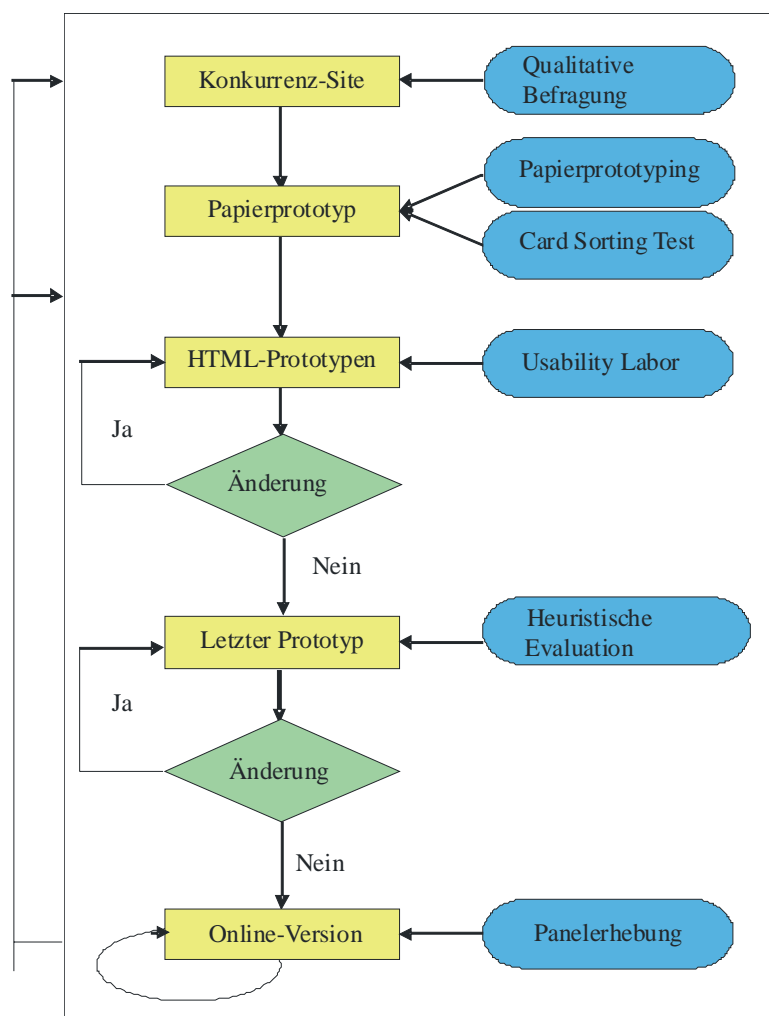 Konkurrenz-Site
Qualitative
Befragung
Papierprototyping
Papierprototyp
Card Sorting Test
HTML-Prototypen
Usability Labor
Ja
Änderung
Nein
Letzter Prototyp
Heuristische
Evaluation
Ja
Änderung
Nein
Online-Version
Panelerhebung